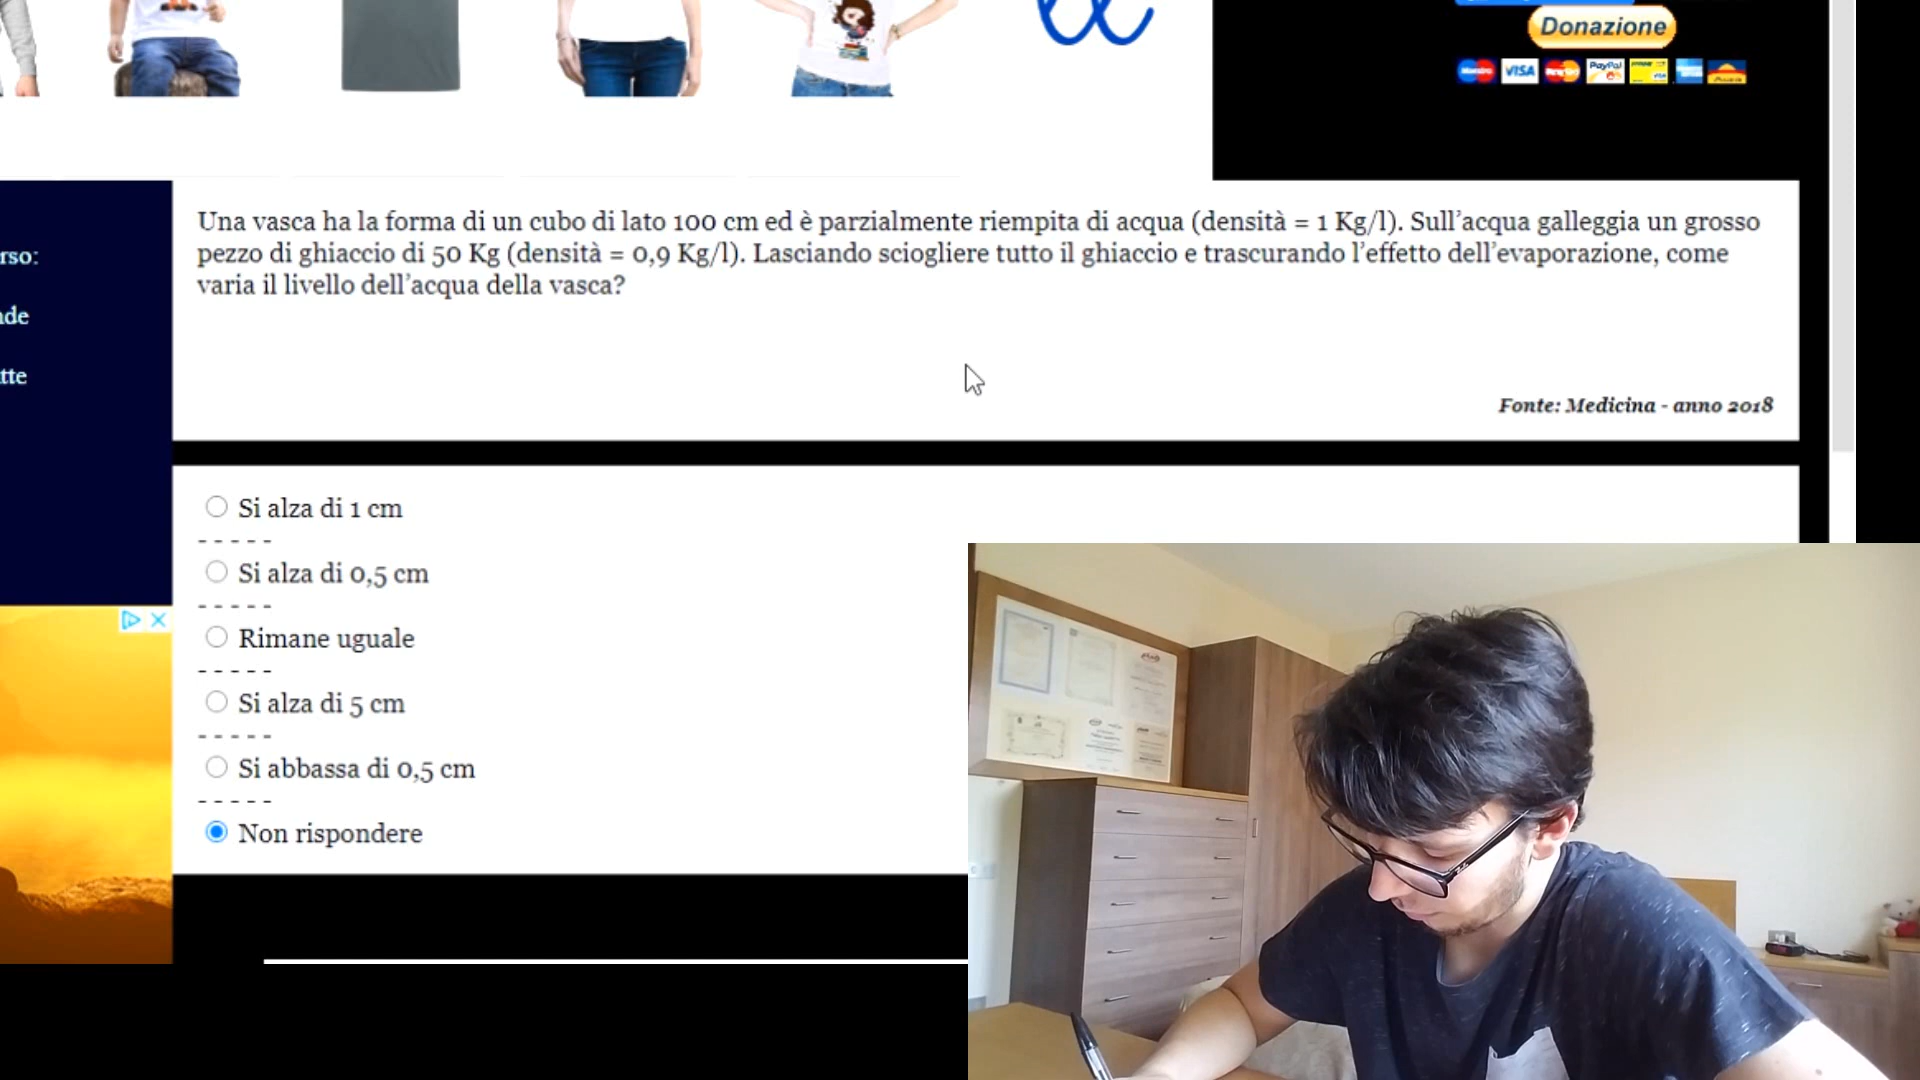 Donazione
VISA
PayPal
Una vasca ha la forma di un cubo di lato 100 cm ed è parzialmente riempita di acqua (densità = 1 Kg/l). Sull’acqua galleggia un grosso
pezzo di ghiaccio di 50 Kg (densità = 0,9 Kg/l). Lasciando sciogliere tutto il ghiaccio e trascurando l’effetto dell’evaporazione, come
varia il livello dell’acqua della vasca?
Fonte: Medicina - anno 2018
rso:
nde
tte
Si alza di 1 cm
- - - - -
Si alza di 0,5 cm
- - - - -
Rimane uguale
- - - - -
Si alza di 5 cm
- - - - -
Si abbassa di 0,5 cm
- - - - -
Non rispondere